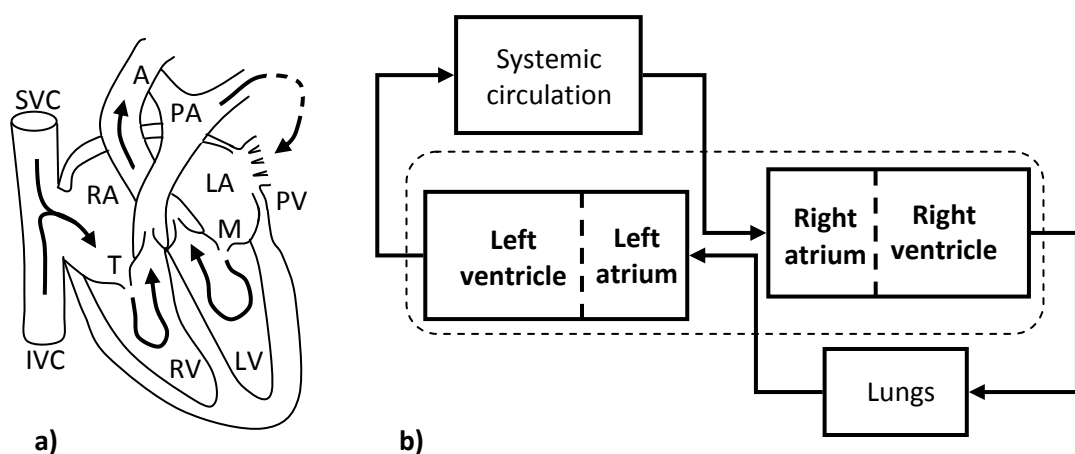 A
SVC
PA
LA
RA
PV
M
T
IVC
RV
LV
a)
Systemic
circulation
Left
ventricle
Left
atrium
Right
atrium
Right
ventricle
Lungs
b)